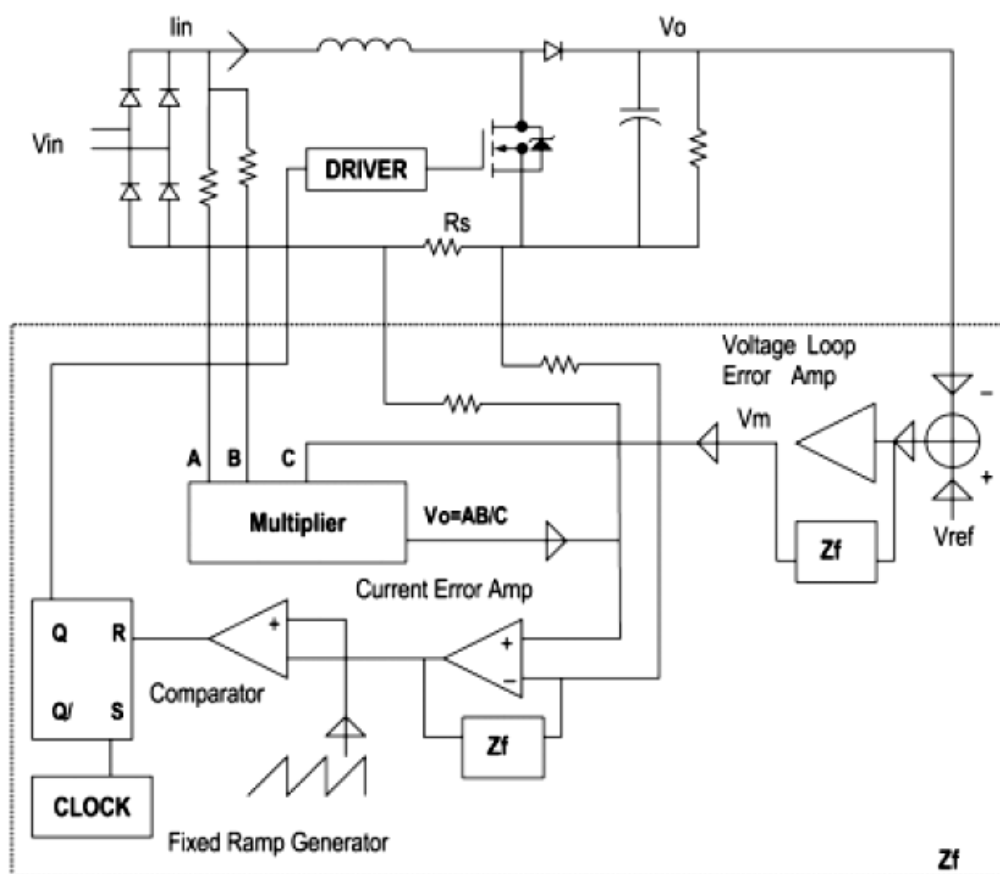 Iin
Vo
Vin
DRIVER
Rs
Voltage Loop
Error Amp
Vm
–
+
Vref
A B C
Multiplier
Vo=AB/C
Zf
Current Error Amp
Q R
Q/ S
+
Comparator
+
–
Zf
CLOCK
Fixed Ramp Generator
Zf